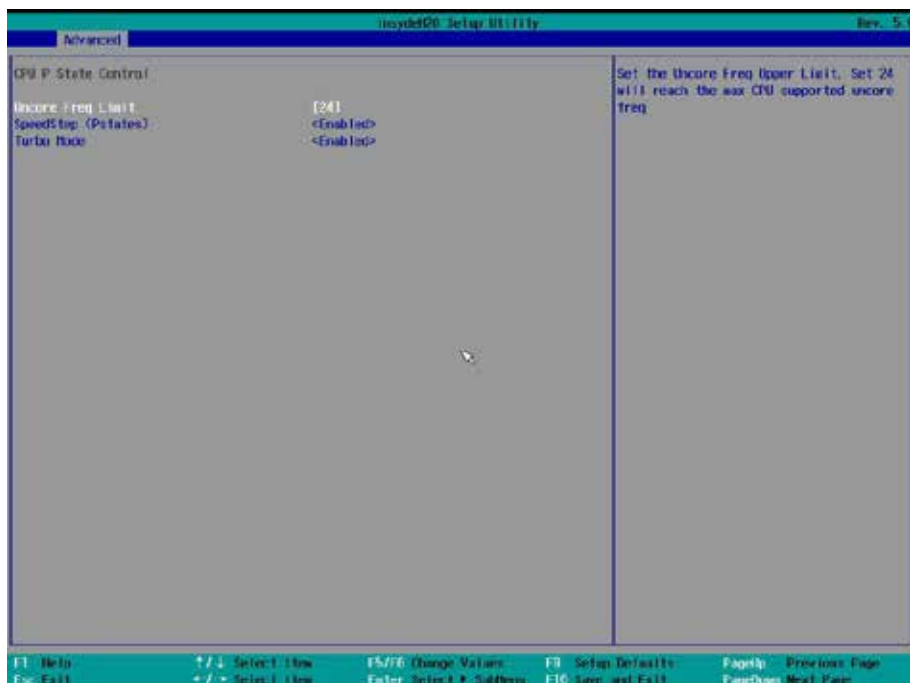 InsydeH20 Setup Utility Rev. 5.
Advanced
CPU P State Control
Uncore Freq Limit [24]
SpeedStep (Pstates) <Enabled>
Turbo Mode <Enabled>
Set the Uncore Freq Upper Limit. Set 24
will reach the max CPU supported uncore
freq
F1 Help ↑/↓ Select Item F5/F6 Change Values F9 Setup Defaults PageUp Previous Page
Esc Exit Select Item Enter Select ▶ SubMenu F10 Save and Exit PageDown Next Page